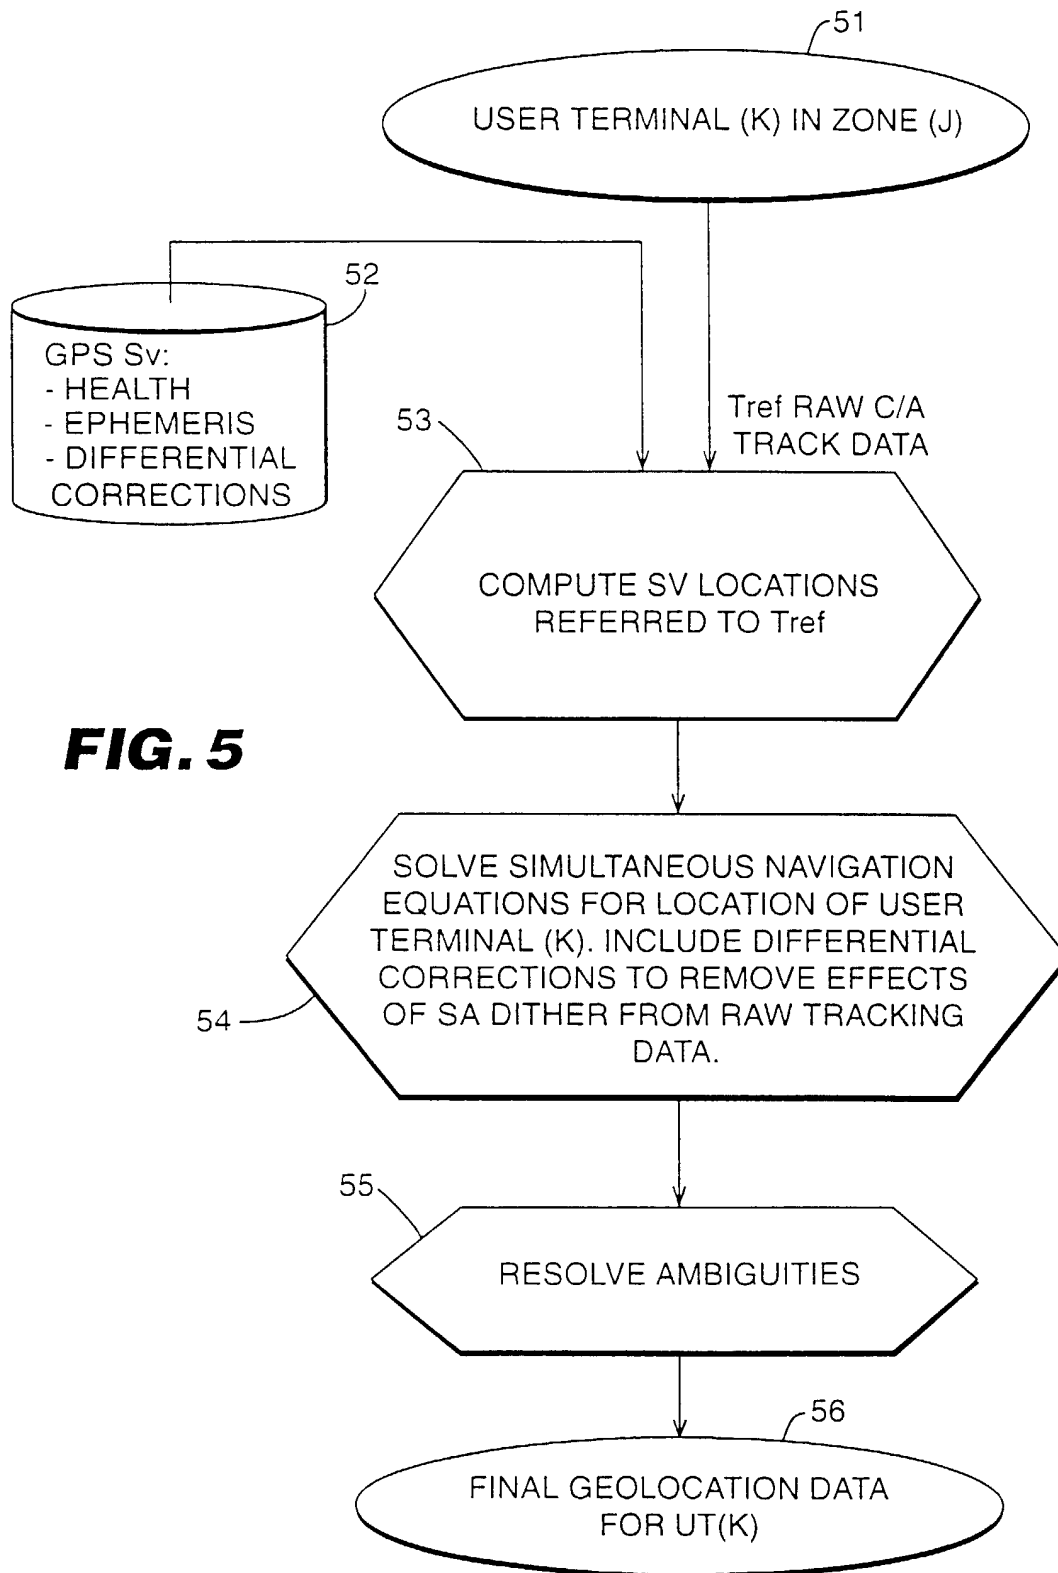 51
USER TERMINAL (K) IN ZONE (J)
52
GPS Sv:
- HEALTH
- EPHEMERIS
- DIFFERENTIAL
CORRECTIONS
Tref RAW C/A
TRACK DATA
53
COMPUTE SV LOCATIONS
REFERRED TO Tref
FIG. 5
SOLVE SIMULTANEOUS NAVIGATION
EQUATIONS FOR LOCATION OF USER
TERMINAL (K). INCLUDE DIFFERENTIAL
CORRECTIONS TO REMOVE EFFECTS
OF SA DITHER FROM RAW TRACKING
DATA.
54
55
RESOLVE AMBIGUITIES
56
FINAL GEOLOCATION DATA
FOR UT(K)